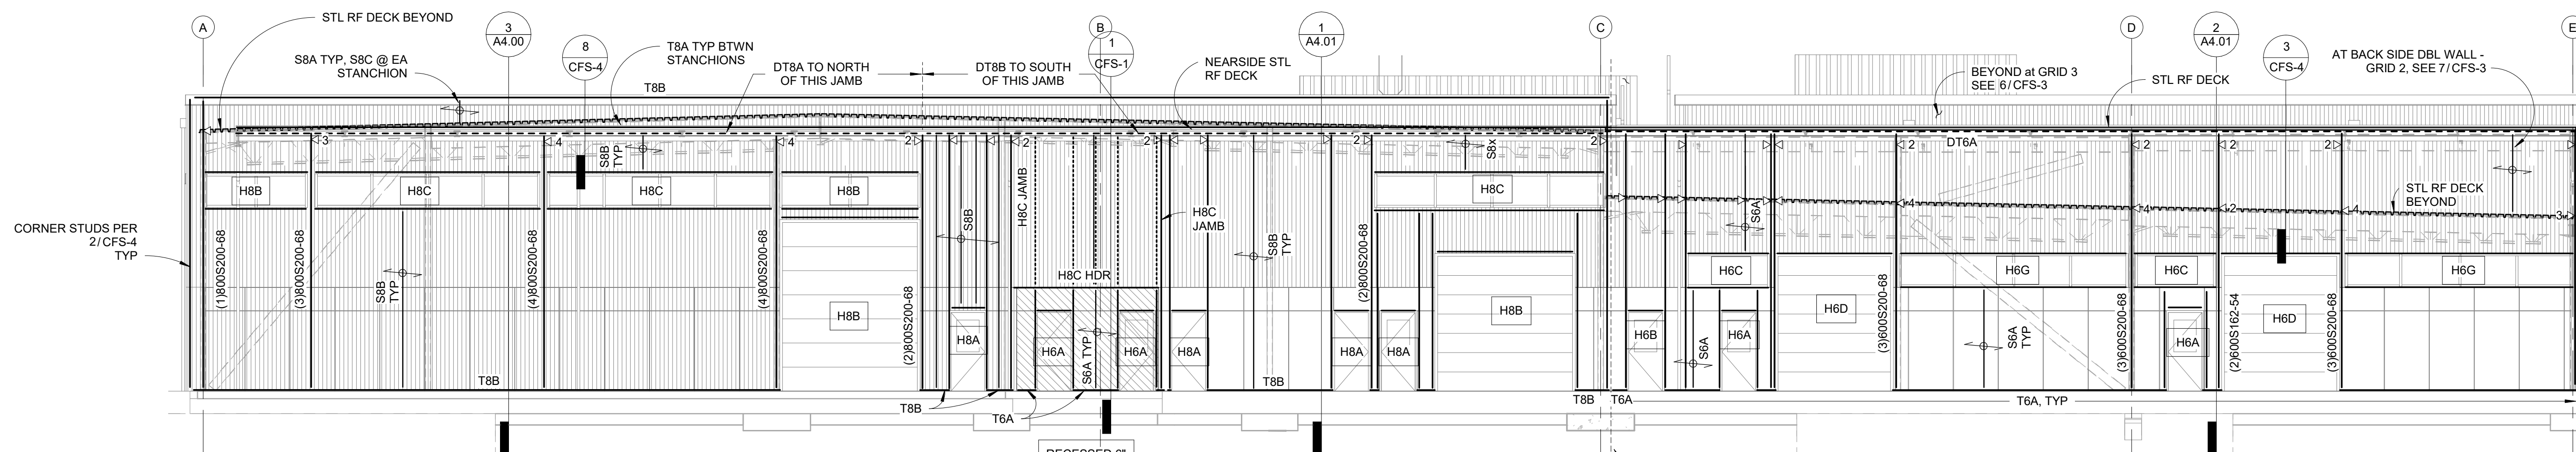 A
STL RF DECK BEYOND
3
A4.00
8
CFS-4
T8A TYP BTWN
STANCHIONS
B
1
CFS-1
1
A4.01
C
D
2
A4.01
3
CFS-4
E
S8A TYP, S8C @ EA
STANCHION
DT8A TO NORTH
OF THIS JAMB
DT8B TO SOUTH
OF THIS JAMB
NEARSIDE STL
RF DECK
BEYOND at GRID 3
SEE 6/CFS-3
STL RF DECK
AT BACK SIDE DBL WALL -
GRID 2, SEE 7/CFS-3
T8B
3
4
S8B
TYP
4
2
2
2
2
S8x
2
2
DT6A
2
2
2
H8B
H8C
H8C
H8B
S8B
H8C JAMB
H8C
JAMB
H8C
S6A
STL RF DECK
BEYOND
4
4
2
4
3
CORNER STUDS PER
2/CFS-4
TYP
(1)800S200-68
(3)800S200-68
S8B
TYP
(4)800S200-68
(4)800S200-68
H8B
(2)800S200-68
H8A
H8C HDR
H6A
S6A TYP
H6A
H8A
S8B
TYP
H8A
(2)800S200-68
H8A
H8B
H6B
S6A
H6C
H6A
H6D
(3)600S200-68
H6G
S6A
TYP
(3)600S200-68
H6C
H6A
(2)600S162-54
H6D
(3)600S200-68
H6G
T8B
T8B
T8B
T6A
T8B
T6A
T6A, TYP
RECESSED 6"